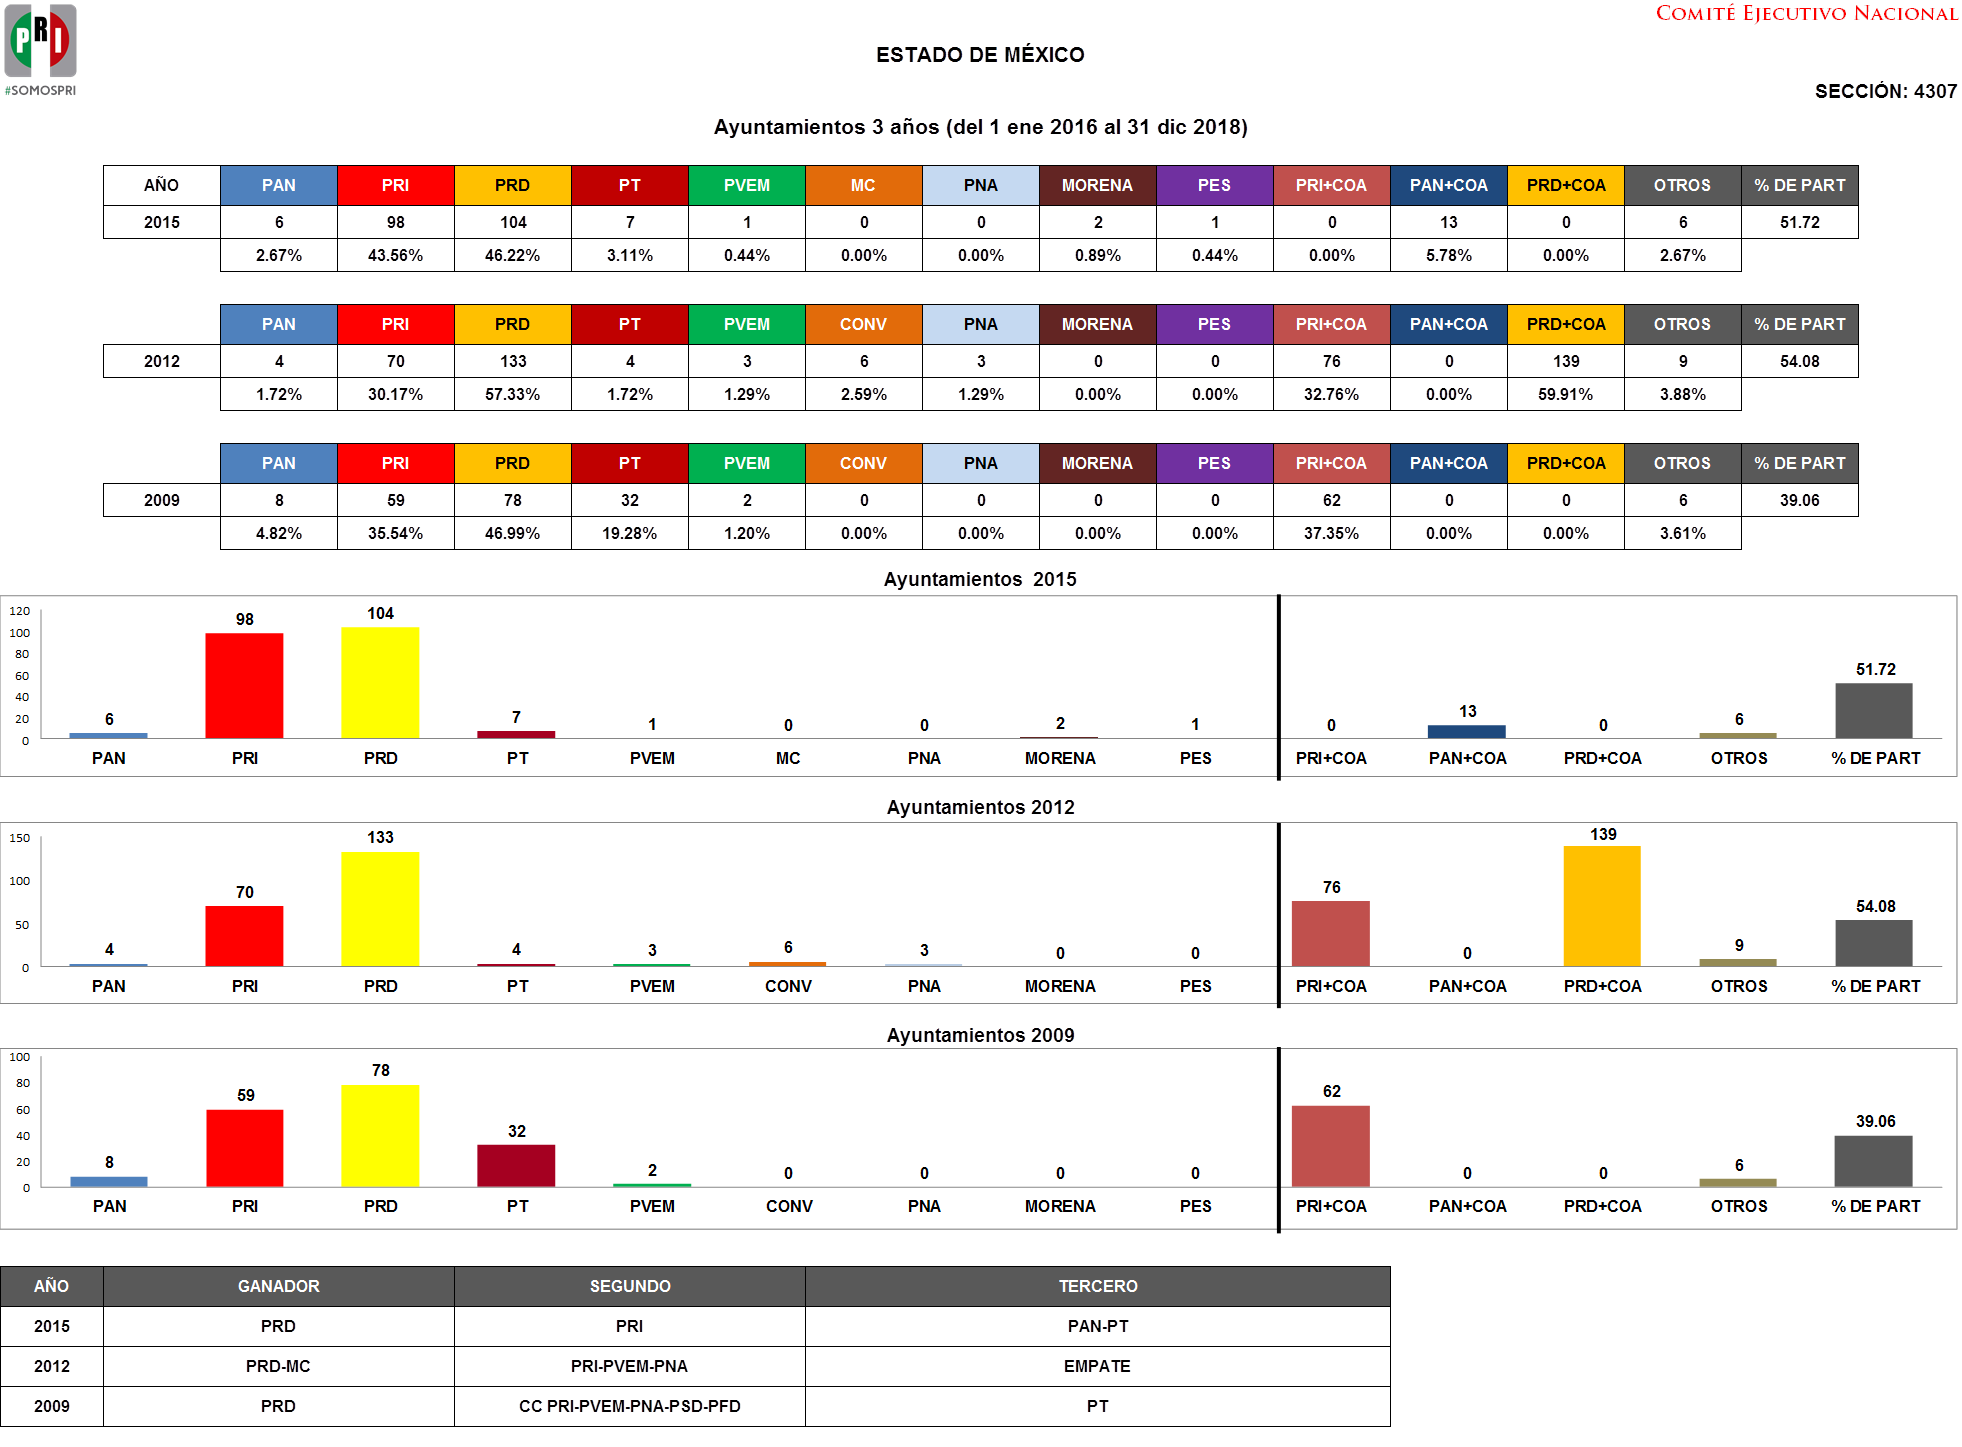 COMITÉ EJECUTIVO NACIONAL
PRI
#SOMOSPRI
ESTADO DE MÉXICO
SECCIÓN: 4307
Ayuntamientos 3 años (del 1 ene 2016 al 31 dic 2018)
AÑO PAN PRI PRD PT PVEM MC PNA MORENA PES PRI+COA PAN+COA PRD+COA OTROS % DE PART
2015 6 98 104 7 1 0 0 2 1 0 13 0 6 51.72
2.67% 43.56% 46.22% 3.11% 0.44% 0.00% 0.00% 0.89% 0.44% 0.00% 5.78% 0.00% 2.67%
PAN PRI PRD PT PVEM CONV PNA MORENA PES PRI+COA PAN+COA PRD+COA OTROS % DE PART
2012 4 70 133 4 3 6 3 0 0 76 0 139 9 54.08
1.72% 30.17% 57.33% 1.72% 1.29% 2.59% 1.29% 0.00% 0.00% 32.76% 0.00% 59.91% 3.88%
PAN PRI PRD PT PVEM CONV PNA MORENA PES PRI+COA PAN+COA PRD+COA OTROS % DE PART
2009 8 59 78 32 2 0 0 0 0 62 0 0 6 39.06
4.82% 35.54% 46.99% 19.28% 1.20% 0.00% 0.00% 0.00% 0.00% 37.35% 0.00% 0.00% 3.61%
Ayuntamientos 2015
120
100
80
60
40
20
0
6 98 104 7 1 0 0 2 1 0 13 0 6 51.72
PAN PRI PRD PT PVEM MC PNA MORENA PES PRI+COA PAN+COA PRD+COA OTROS % DE PART
Ayuntamientos 2012
150
100
50
0
4 70 133 4 3 6 3 0 0 76 0 139 9 54.08
PAN PRI PRD PT PVEM CONV PNA MORENA PES PRI+COA PAN+COA PRD+COA OTROS % DE PART
Ayuntamientos 2009
100
80
60
40
20
0
8 59 78 32 2 0 0 0 0 62 0 0 6 39.06
PAN PRI PRD PT PVEM CONV PNA MORENA PES PRI+COA PAN+COA PRD+COA OTROS % DE PART
AÑO GANADOR SEGUNDO TERCERO
2015 PRD PRI PAN-PT
2012 PRD-MC PRI-PVEM-PNA EMPATE
2009 PRD CC PRI-PVEM-PNA-PSD-PFD PT